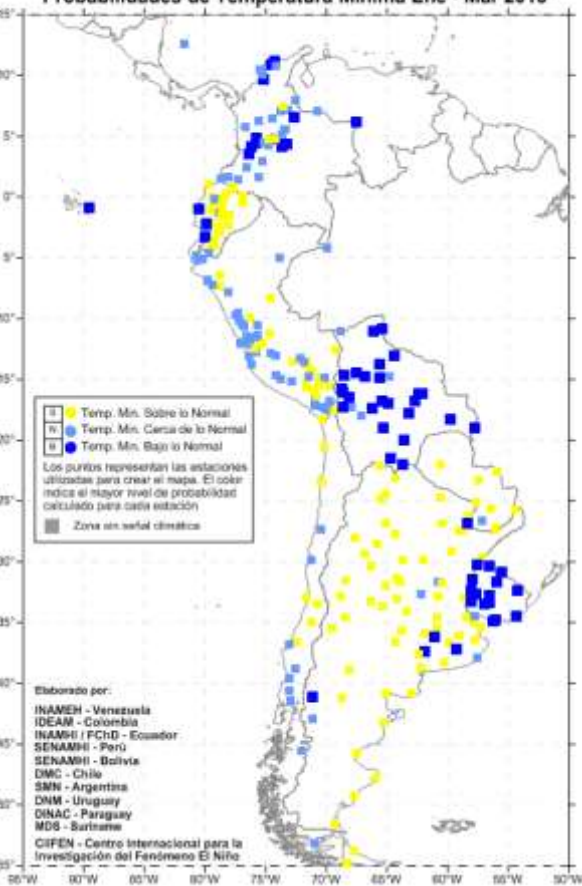 Probabilidades de Temperatura Mínima Ene - Mar 2018
5°N
0°
5°S
85°W
80°W
75°W
70°W
65°W
60°W
55°W
50°W
S Temp. Min. Sobre lo Normal
N Temp. Min. Cerca de lo Normal
B Temp. Min. Bajo lo Normal
Los puntos representan las estaciones
utilizadas para crear el mapa. El color
indica el mayor nivel de probabilidad
calculado para cada estación
Zona sin señal climática
Elaborado por:
INAMEH - Venezuela
IDEAM - Colombia
INAMHI / FChD - Ecuador
SENAMHI - Perú
SENAMHI - Bolivia
DMC - Chile
SMN - Argentina
DNM - Uruguay
DINAC - Paraguay
MDS - Suriname
CIIFEN - Centro Internacional para la
Investigación del Fenómeno El Niño